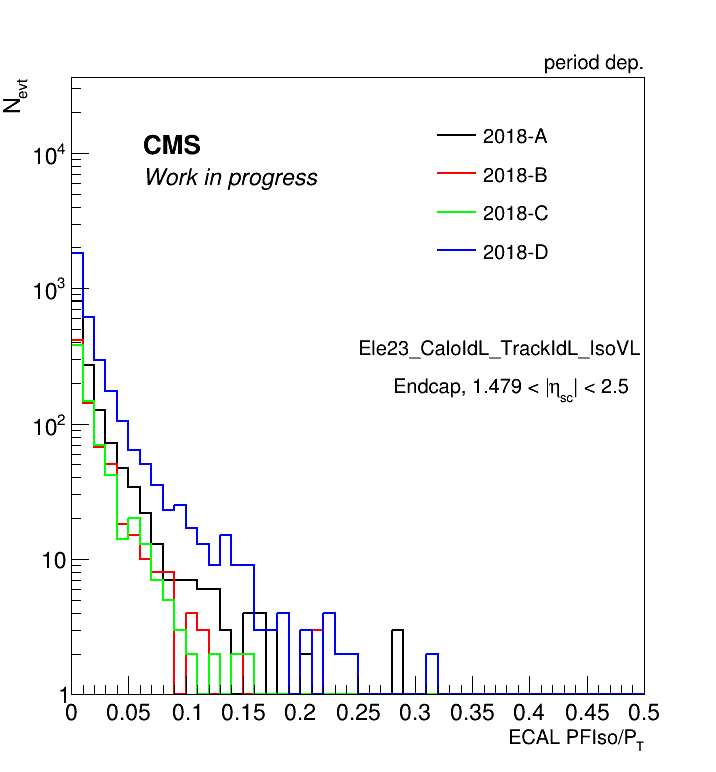 period dep.
N_evt
CMS
Work in progress
2018-A
2018-B
2018-C
2018-D
Ele23_CaloIdL_TrackIdL_IsoVL
Endcap, 1.479 < |η_sc| < 2.5
10^4
10^3
10^2
10
1
0 0.05 0.1 0.15 0.2 0.25 0.3 0.35 0.4 0.45 0.5
ECAL PFIso/P_T